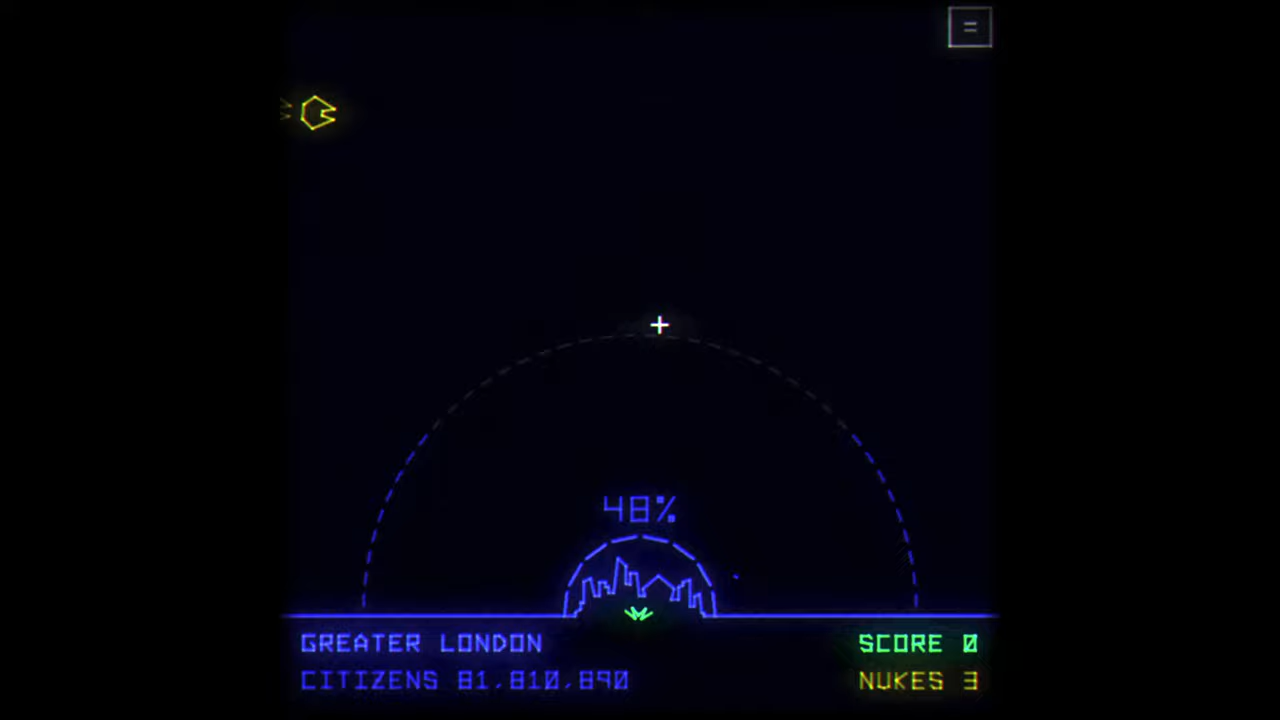 48%
GREATER LONDON
SCORE 0
CITIZENS 81,810,890
NUKES 3